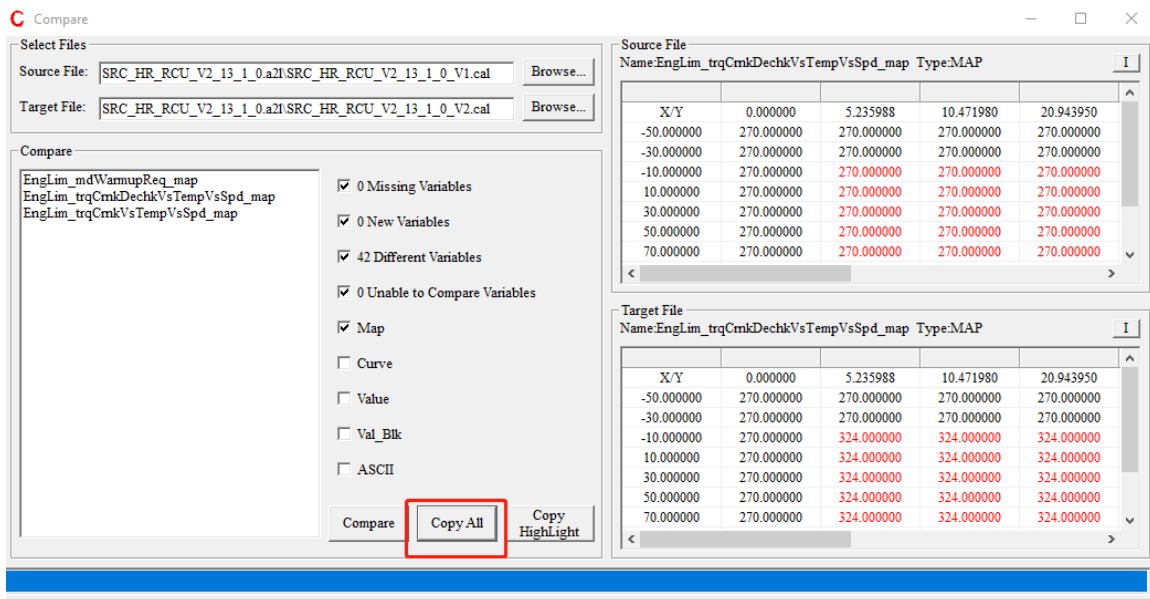 C Compare
Select Files
Source File: SRC_HR_RCU_V2_13_1_0.a2l\SRC_HR_RCU_V2_13_1_0_V1.cal Browse...
Target File: SRC_HR_RCU_V2_13_1_0.a2l\SRC_HR_RCU_V2_13_1_0_V2.cal Browse...
Compare
EngLim_mdWarmupReq_map
EngLim_trqCrnkDechkVsTempVsSpd_map
EngLim_trqCrnkVsTempVsSpd_map
0 Missing Variables
0 New Variables
42 Different Variables
0 Unable to Compare Variables
Map
Curve
Value
Val_Blk
ASCII
Compare Copy All Copy
HighLight
Source File
Name:EngLim_trqCrnkDechkVsTempVsSpd_map Type:MAP I
X/Y 0.000000 5.235988 10.471980 20.943950
-50.000000 270.000000 270.000000 270.000000 270.000000
-30.000000 270.000000 270.000000 270.000000 270.000000
-10.000000 270.000000 270.000000 270.000000 270.000000
10.000000 270.000000 270.000000 270.000000 270.000000
30.000000 270.000000 270.000000 270.000000 270.000000
50.000000 270.000000 270.000000 270.000000 270.000000
70.000000 270.000000 270.000000 270.000000 270.000000
Target File
Name:EngLim_trqCrnkDechkVsTempVsSpd_map Type:MAP I
X/Y 0.000000 5.235988 10.471980 20.943950
-50.000000 270.000000 270.000000 270.000000 270.000000
-30.000000 270.000000 270.000000 270.000000 270.000000
-10.000000 270.000000 324.000000 324.000000 324.000000
10.000000 270.000000 324.000000 324.000000 324.000000
30.000000 270.000000 324.000000 324.000000 324.000000
50.000000 270.000000 324.000000 324.000000 324.000000
70.000000 270.000000 324.000000 324.000000 324.000000